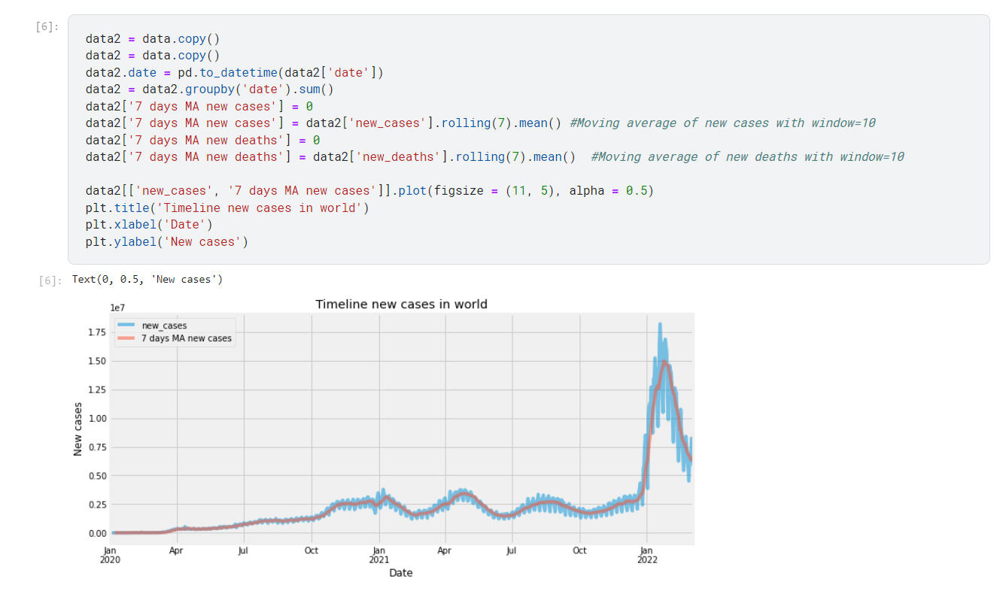 [6]:
data2 = data.copy()
data2 = data.copy()
data2.date = pd.to_datetime(data2['date'])
data2 = data2.groupby('date').sum()
data2['7 days MA new cases'] = 0
data2['7 days MA new cases'] = data2['new_cases'].rolling(7).mean() #Moving average of new cases with window=10
data2['7 days MA new deaths'] = 0
data2['7 days MA new deaths'] = data2['new_deaths'].rolling(7).mean()  #Moving average of new deaths with window=10
data2[['new_cases', '7 days MA new cases']].plot(figsize = (11, 5), alpha = 0.5)
plt.title('Timeline new cases in world')
plt.xlabel('Date')
plt.ylabel('New cases')
[6]: Text(0, 0.5, 'New cases')
Timeline new cases in world
1e7
new_cases
7 days MA new cases
1.75
1.50
1.25
1.00
0.75
0.50
0.25
0.00
New cases
Jan Apr Jul Oct Jan Apr Jul Oct Jan
2020 2021 2022
Date